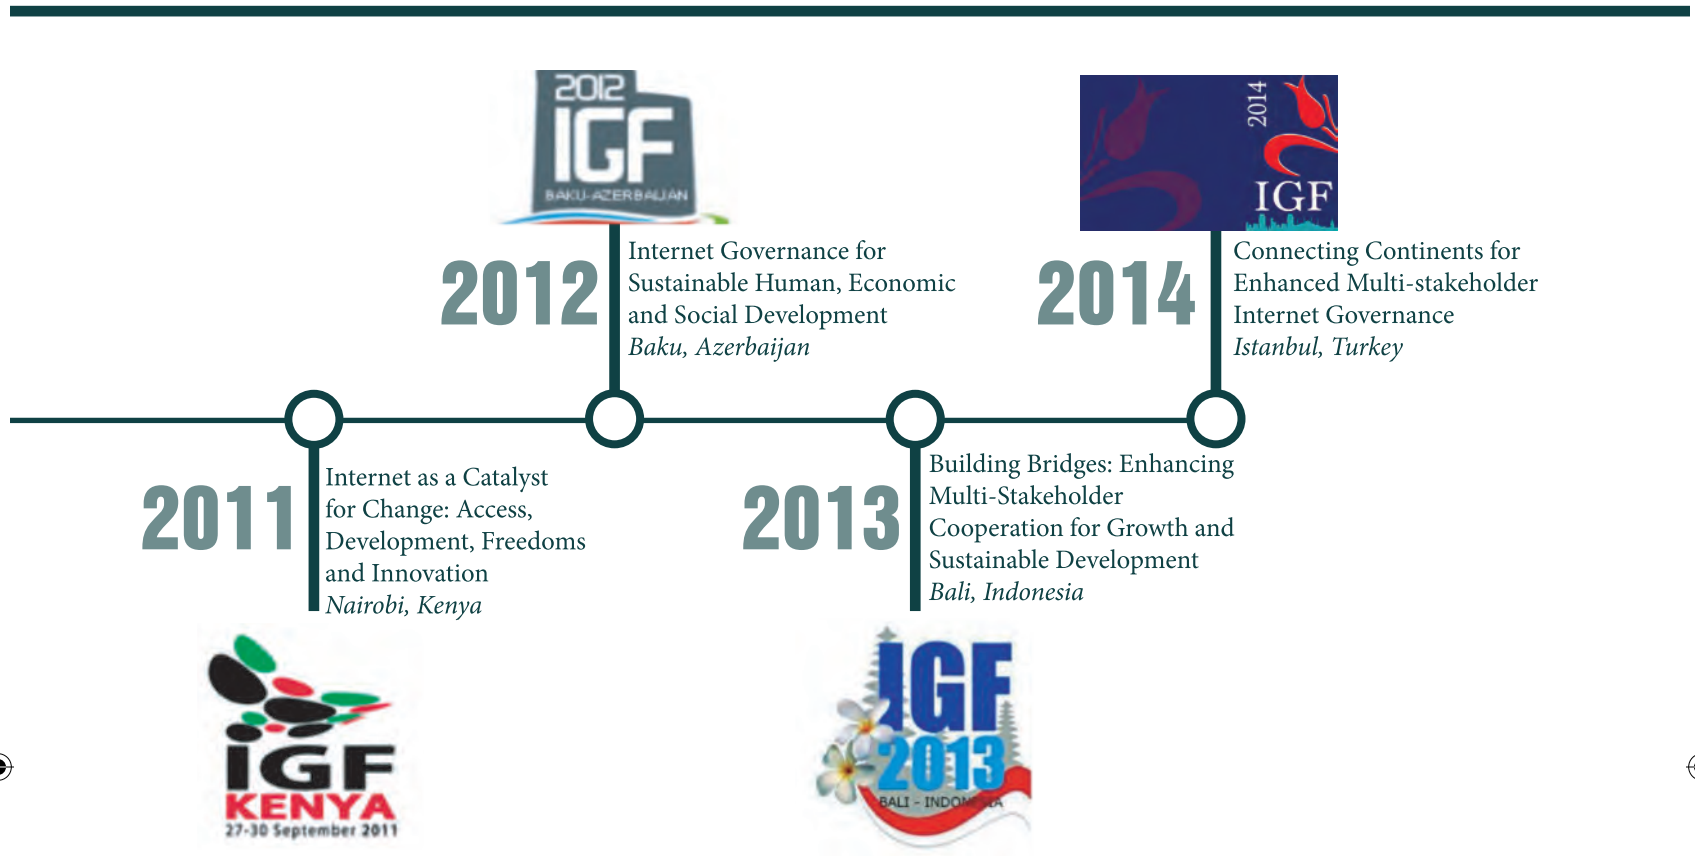 2012
IGF
BAKU-AZERBAIJAN
2014
IGF
2012
Internet Governance for
Sustainable Human, Economic
and Social Development
Baku, Azerbaijan
2014
Connecting Continents for
Enhanced Multi-stakeholder
Internet Governance
Istanbul, Turkey
2011
Internet as a Catalyst
for Change: Access,
Development, Freedoms
and Innovation
Nairobi, Kenya
2013
Building Bridges: Enhancing
Multi-Stakeholder
Cooperation for Growth and
Sustainable Development
Bali, Indonesia
IGF
KENYA
27-30 September 2011
IGF
2013
BALI - INDONESIA